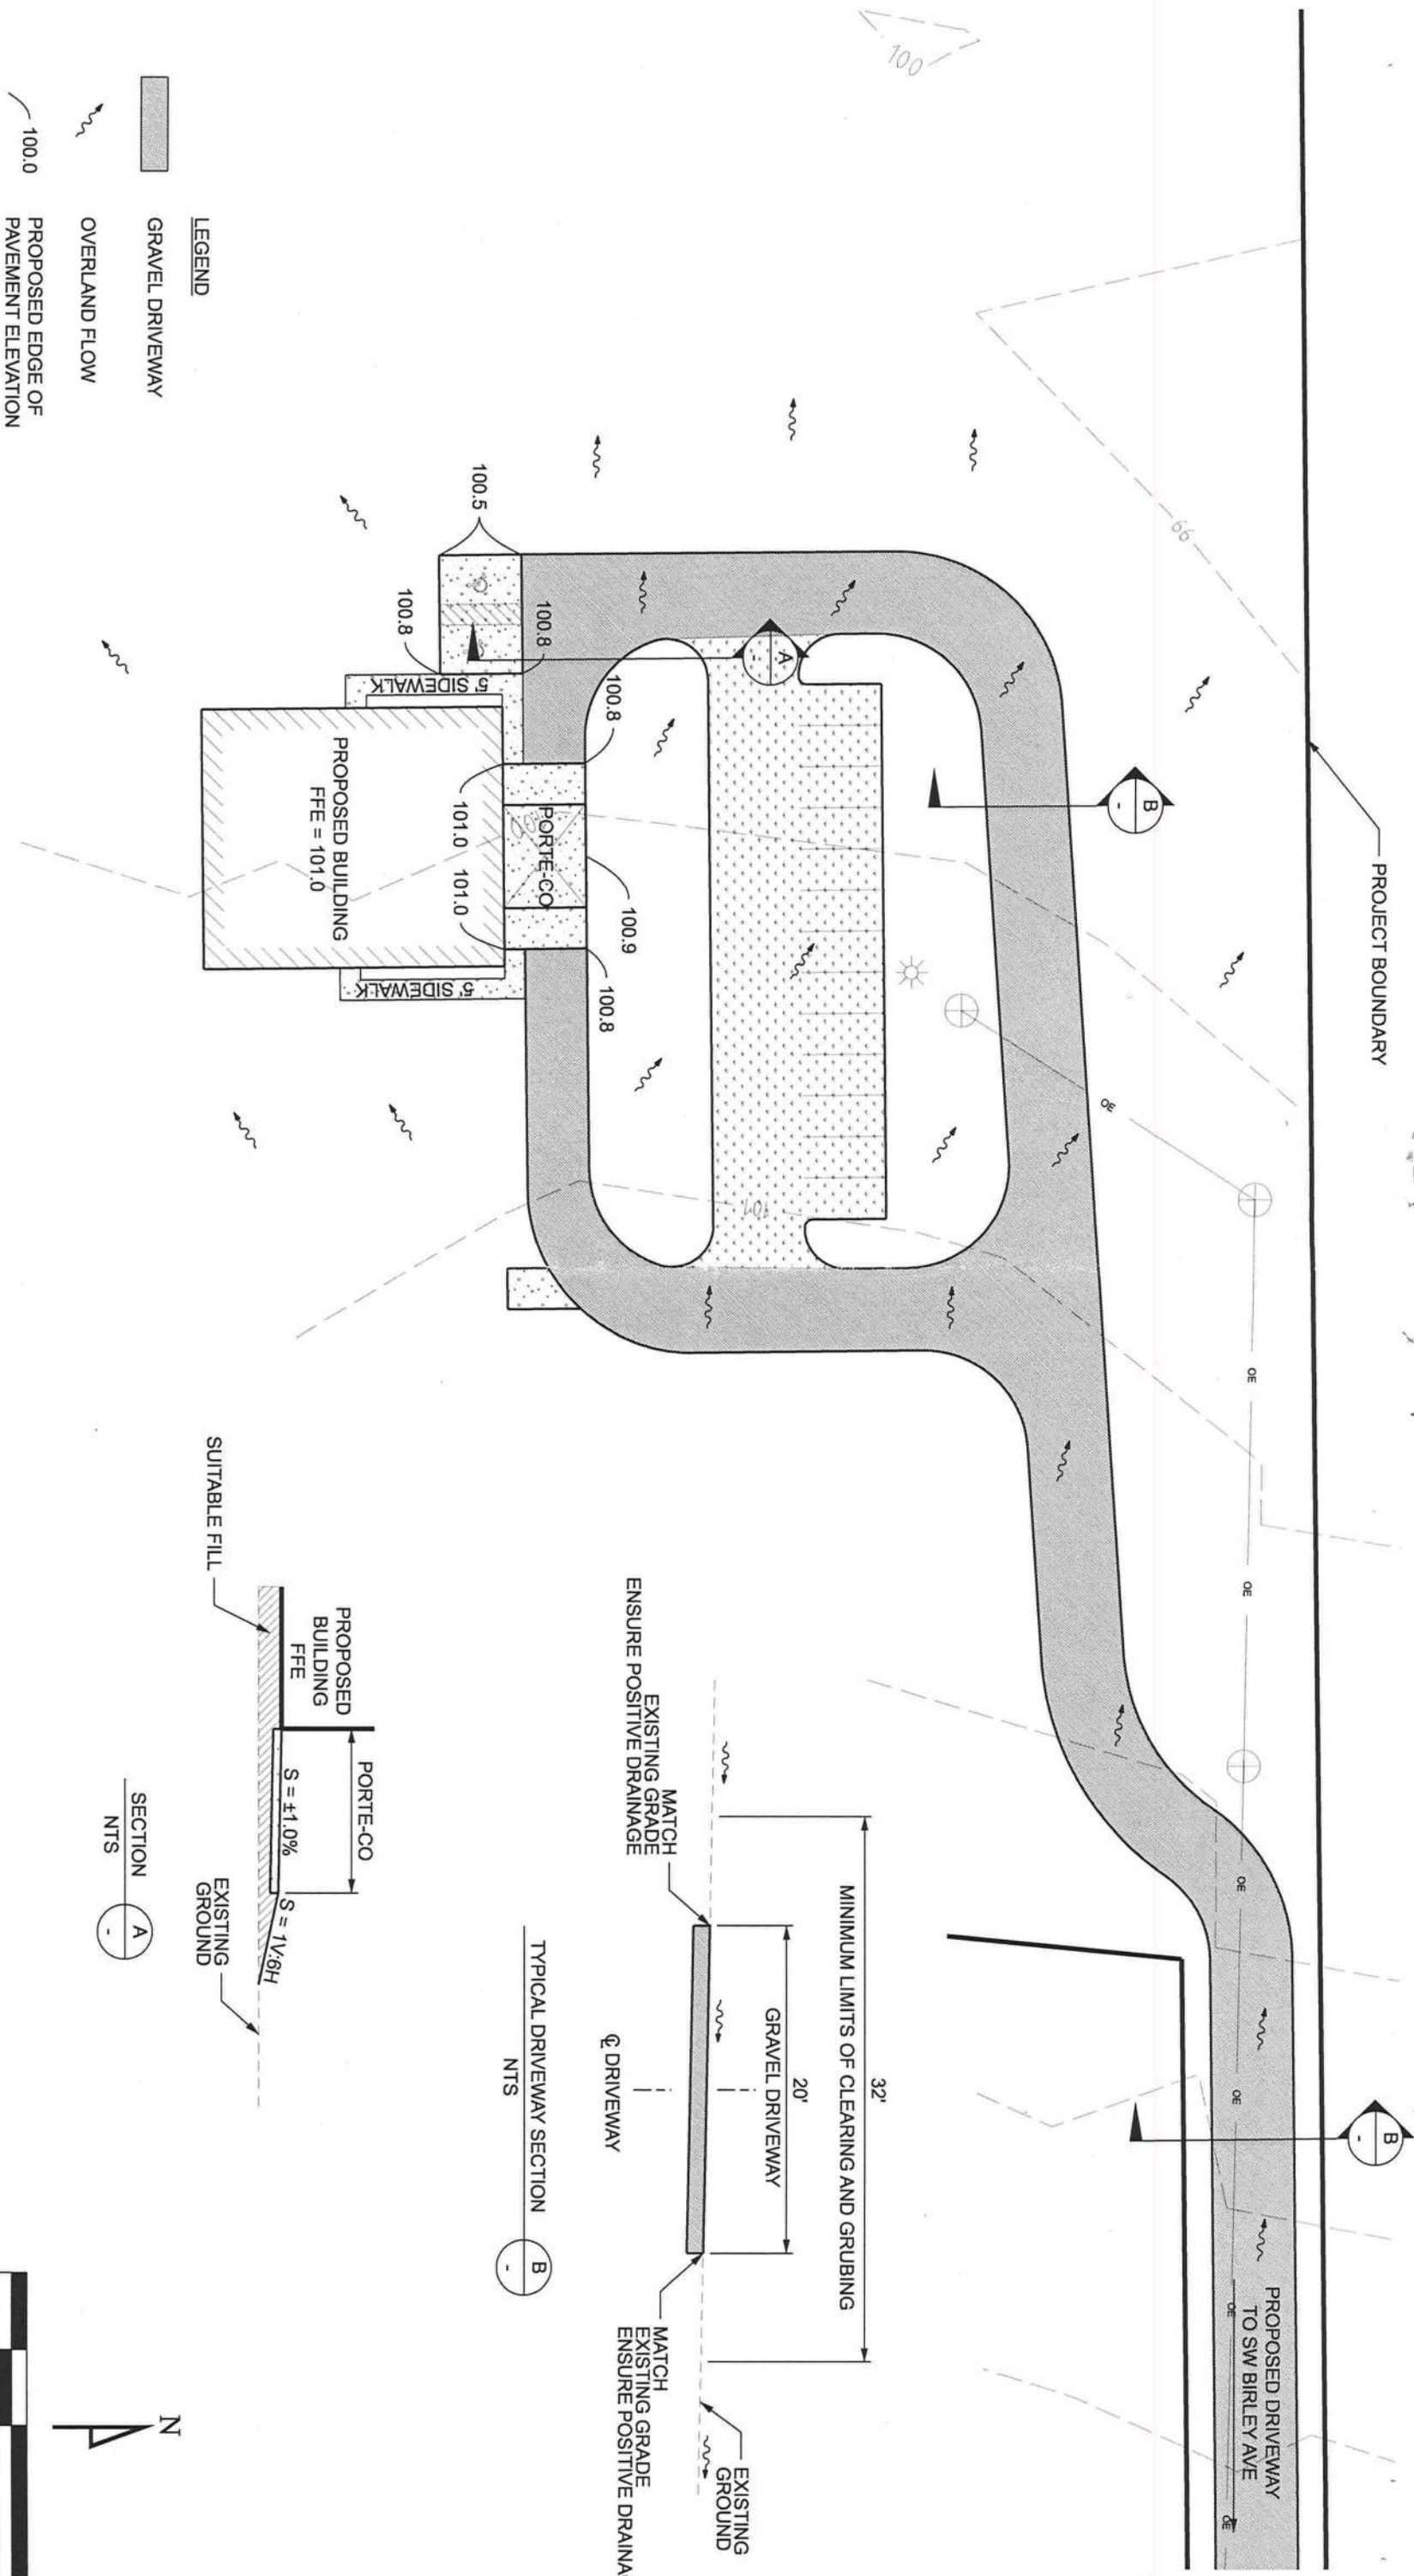 PROJECT BOUNDARY
PROPOSED DRIVEWAY
TO SW BIRLEY AVE
B
-
B
-
A
-
OE
OE
OE
OE
OE
OE
OE
100
99
101
100.5
100.8
100.8
100.8
101.0
101.0
100.9
100.8
5' SIDEWALK
5' SIDEWALK
PORTE-CO
PROPOSED BUILDING
FFE = 101.0
LEGEND
GRAVEL DRIVEWAY
OVERLAND FLOW
100.0
PROPOSED EDGE OF
PAVEMENT ELEVATION
32'
MINIMUM LIMITS OF CLEARING AND GRUBING
20'
GRAVEL DRIVEWAY
MATCH
EXISTING GRADE
ENSURE POSITIVE DRAINAGE
MATCH
EXISTING GRADE
ENSURE POSITIVE DRAINA
EXISTING
GROUND
℄ DRIVEWAY
TYPICAL DRIVEWAY SECTION
NTS
B
-
PROPOSED
BUILDING
FFE
PORTE-CO
S = ±1.0%
S = 1V:6H
SUITABLE FILL
EXISTING
GROUND
SECTION
NTS
A
-
N